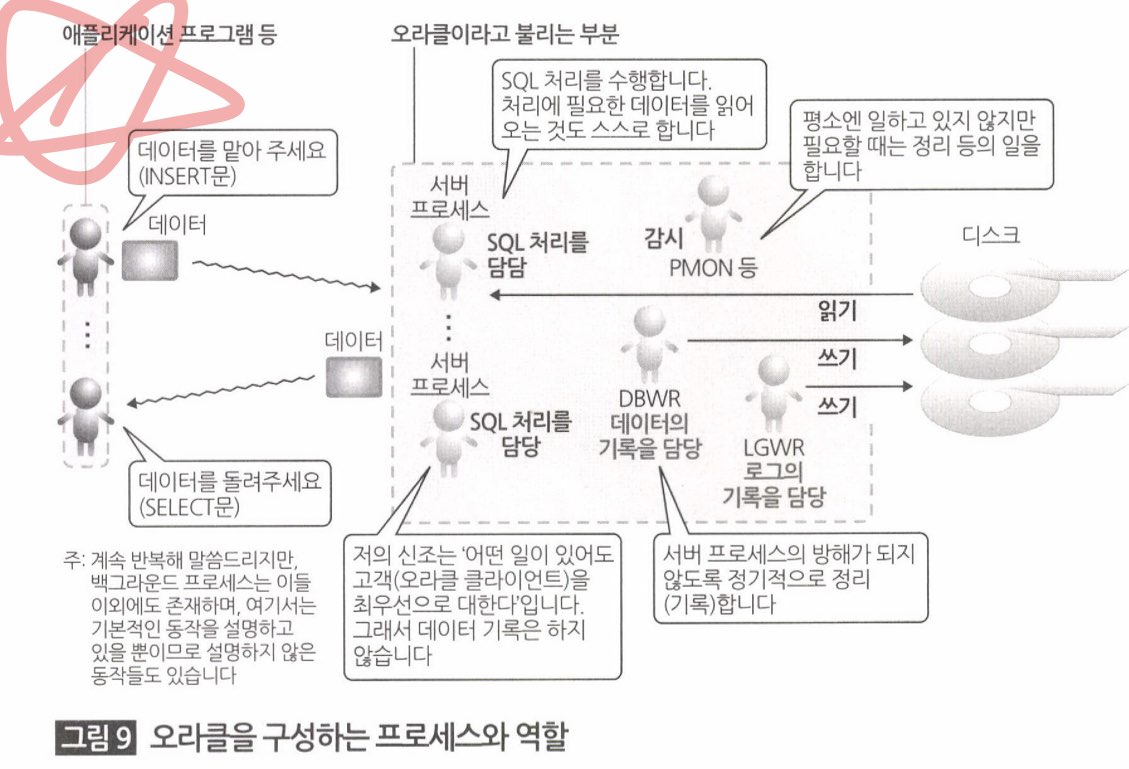 애플리케이션 프로그램 등
오라클이라고 불리는 부분
SQL 처리를 수행합니다.
처리에 필요한 데이터를 읽어
오는 것도 스스로 합니다
평소엔 일하고 있지 않지만
필요할 때는 정리 등의 일을
합니다
데이터를 맡아 주세요
(INSERT문)
데이터
서버
프로세스
SQL 처리를
담담
감시
PMON 등
디스크
읽기
쓰기
쓰기
데이터
서버
프로세스
SQL 처리를
담당
DBWR
데이터의
기록을 담당
LGWR
로그의
기록을 담당
데이터를 돌려주세요
(SELECT문)
저의 신조는 ‘어떤 일이 있어도
고객(오라클 클라이언트)을
최우선으로 대한다’입니다.
그래서 데이터 기록은 하지
않습니다
서버 프로세스의 방해가 되지
않도록 정기적으로 정리
(기록)합니다
주: 계속 반복해 말씀드리지만,
백그라운드 프로세스는 이들
이외에도 존재하며, 여기서는
기본적인 동작을 설명하고
있을 뿐이므로 설명하지 않은
동작들도 있습니다
그림 9 오라클을 구성하는 프로세스와 역할